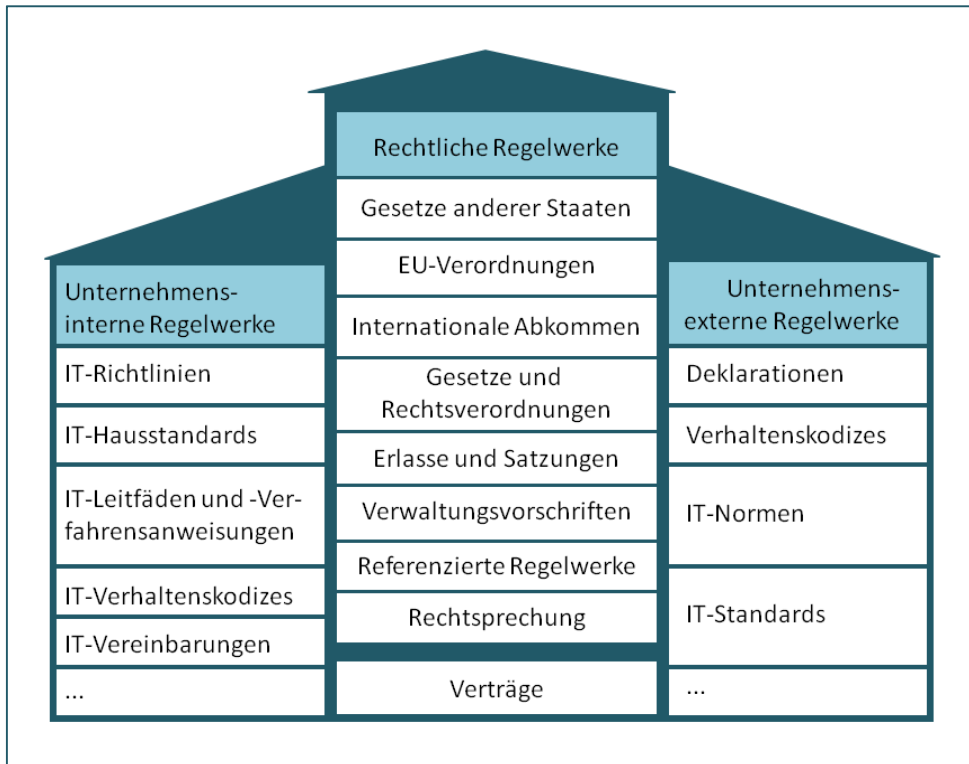 Rechtliche Regelwerke
Gesetze anderer Staaten
EU-Verordnungen
Internationale Abkommen
Gesetze und
Rechtsverordnungen
Erlasse und Satzungen
Verwaltungsvorschriften
Referenzierte Regelwerke
Rechtsprechung
Verträge
Unternehmens-
interne Regelwerke
IT-Richtlinien
IT-Hausstandards
IT-Leitfäden und -Ver-
fahrensanweisungen
IT-Verhaltenskodizes
IT-Vereinbarungen
...
Unternehmens-
externe Regelwerke
Deklarationen
Verhaltenskodizes
IT-Normen
IT-Standards
...